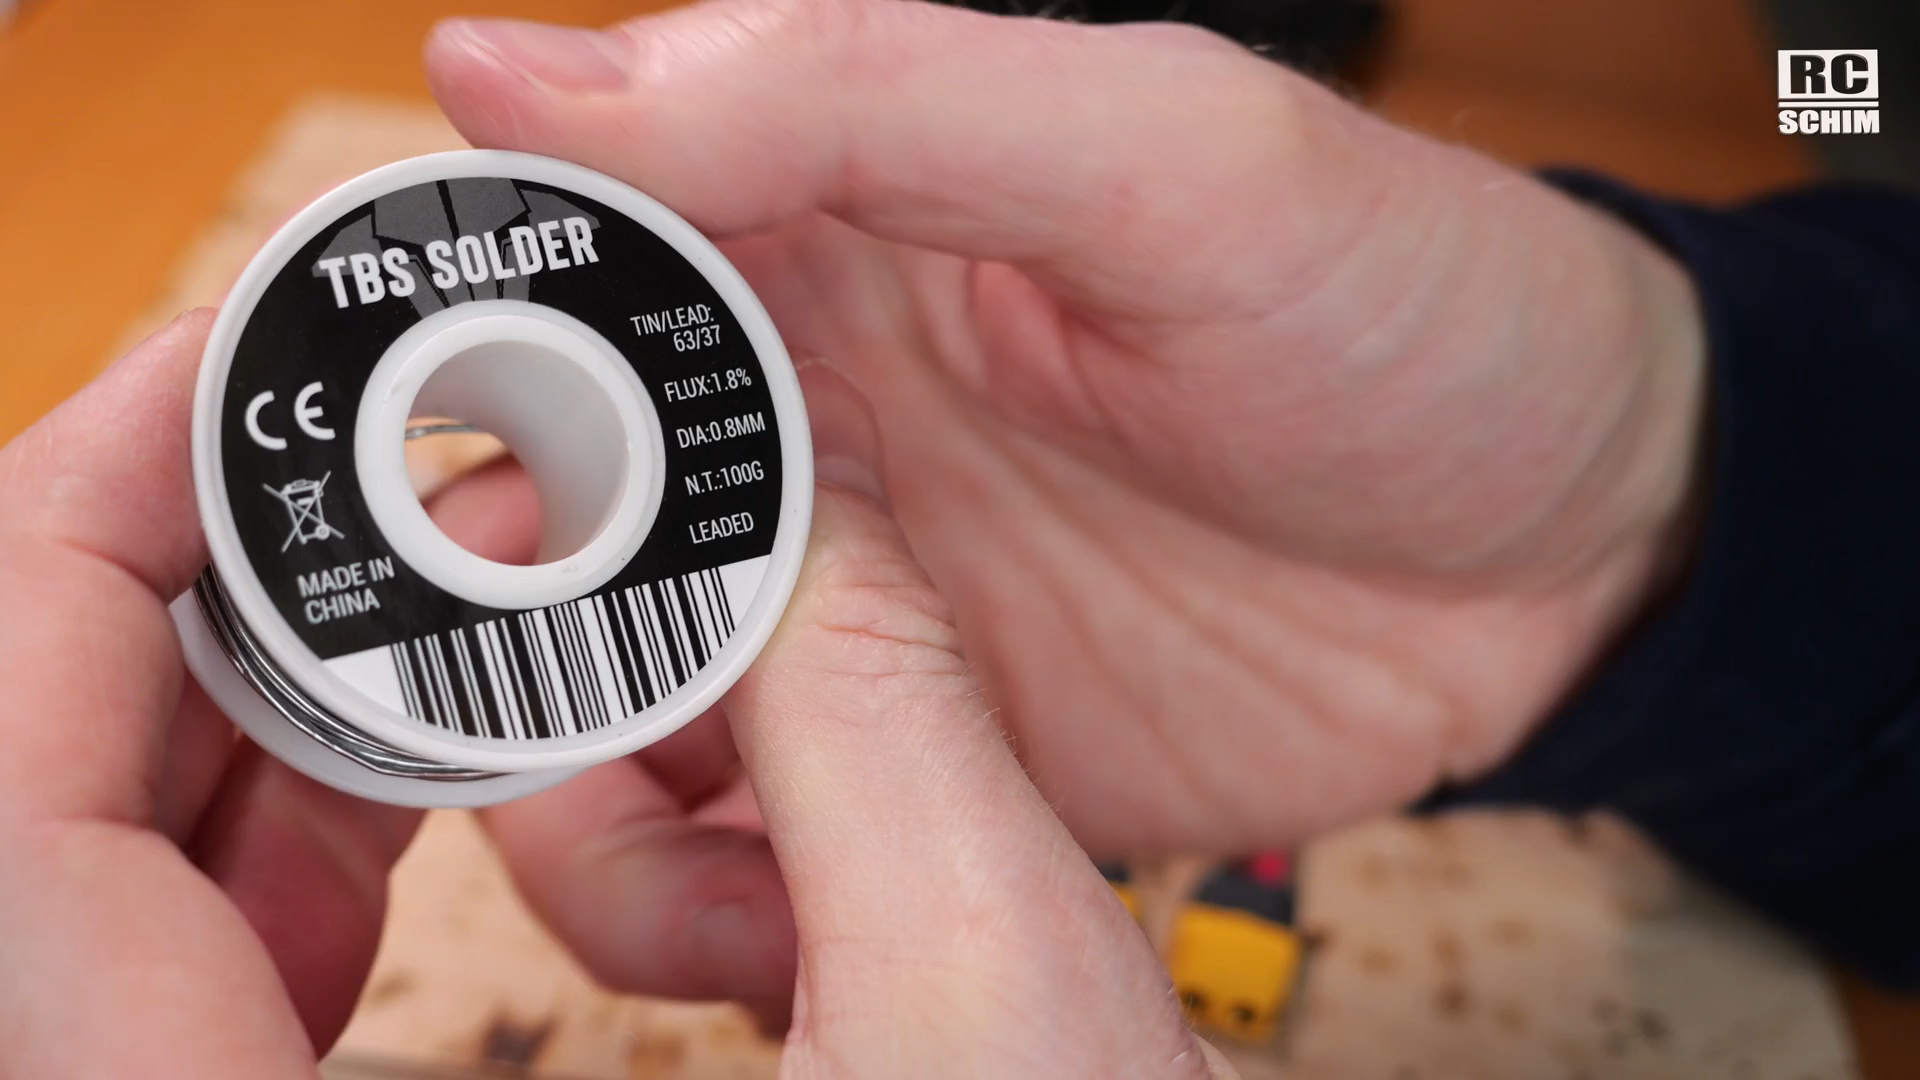 TBS SOLDER
TIN/LEAD:
63/37
FLUX:1.8%
DIA:0.8MM
N.T.:100G
LEADED
CE
MADE IN
CHINA
RC
SCHIM